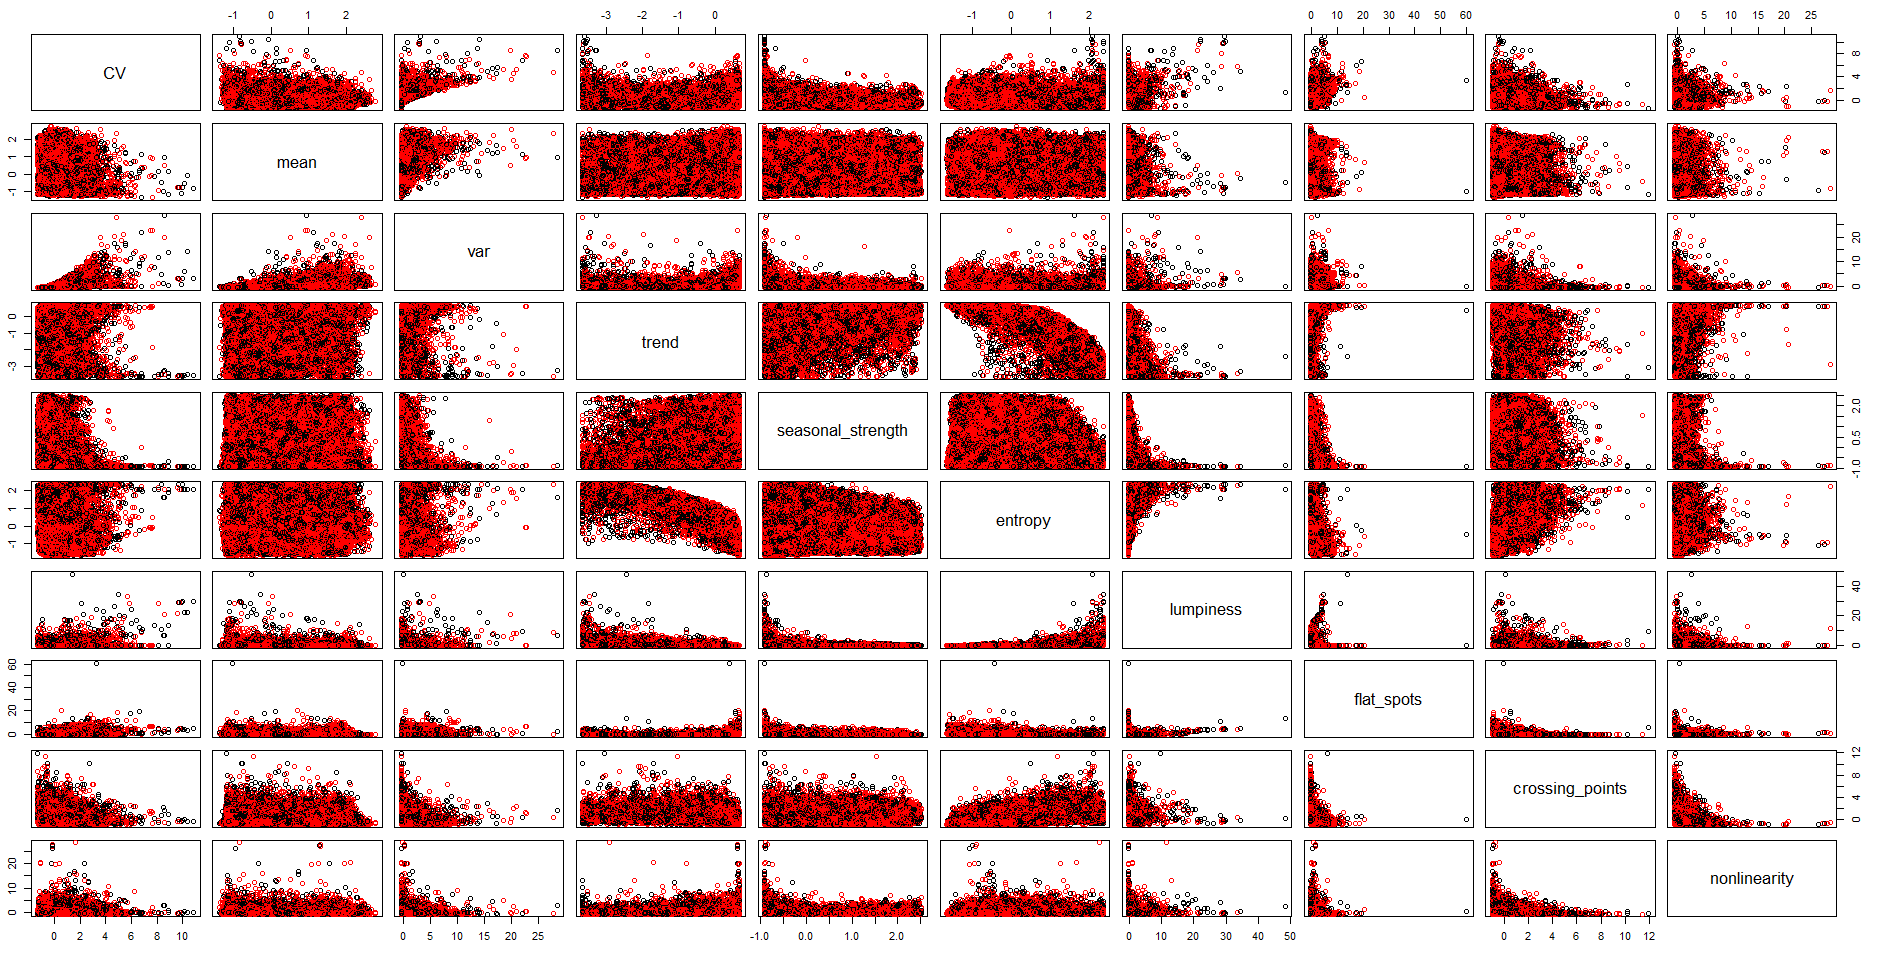 -1 0 1 2 -3 -2 -1 0 -1 0 1 2 0 10 20 30 40 50 60 0 5 10 15 20 25
CV
0 4 8
mean
-1 0 1 2
var
0 10 20
trend
-3 -1 0
seasonal_strength
-1.0 0.5 2.0
entropy
-1 0 1 2
lumpiness
0 20 40
flat_spots
0 20 40 60
crossing_points
0 4 8 12
nonlinearity
0 10 20
0 2 4 6 8 10 0 5 10 15 20 25 -1.0 0.0 1.0 2.0 0 10 20 30 40 50 0 2 4 6 8 10 12